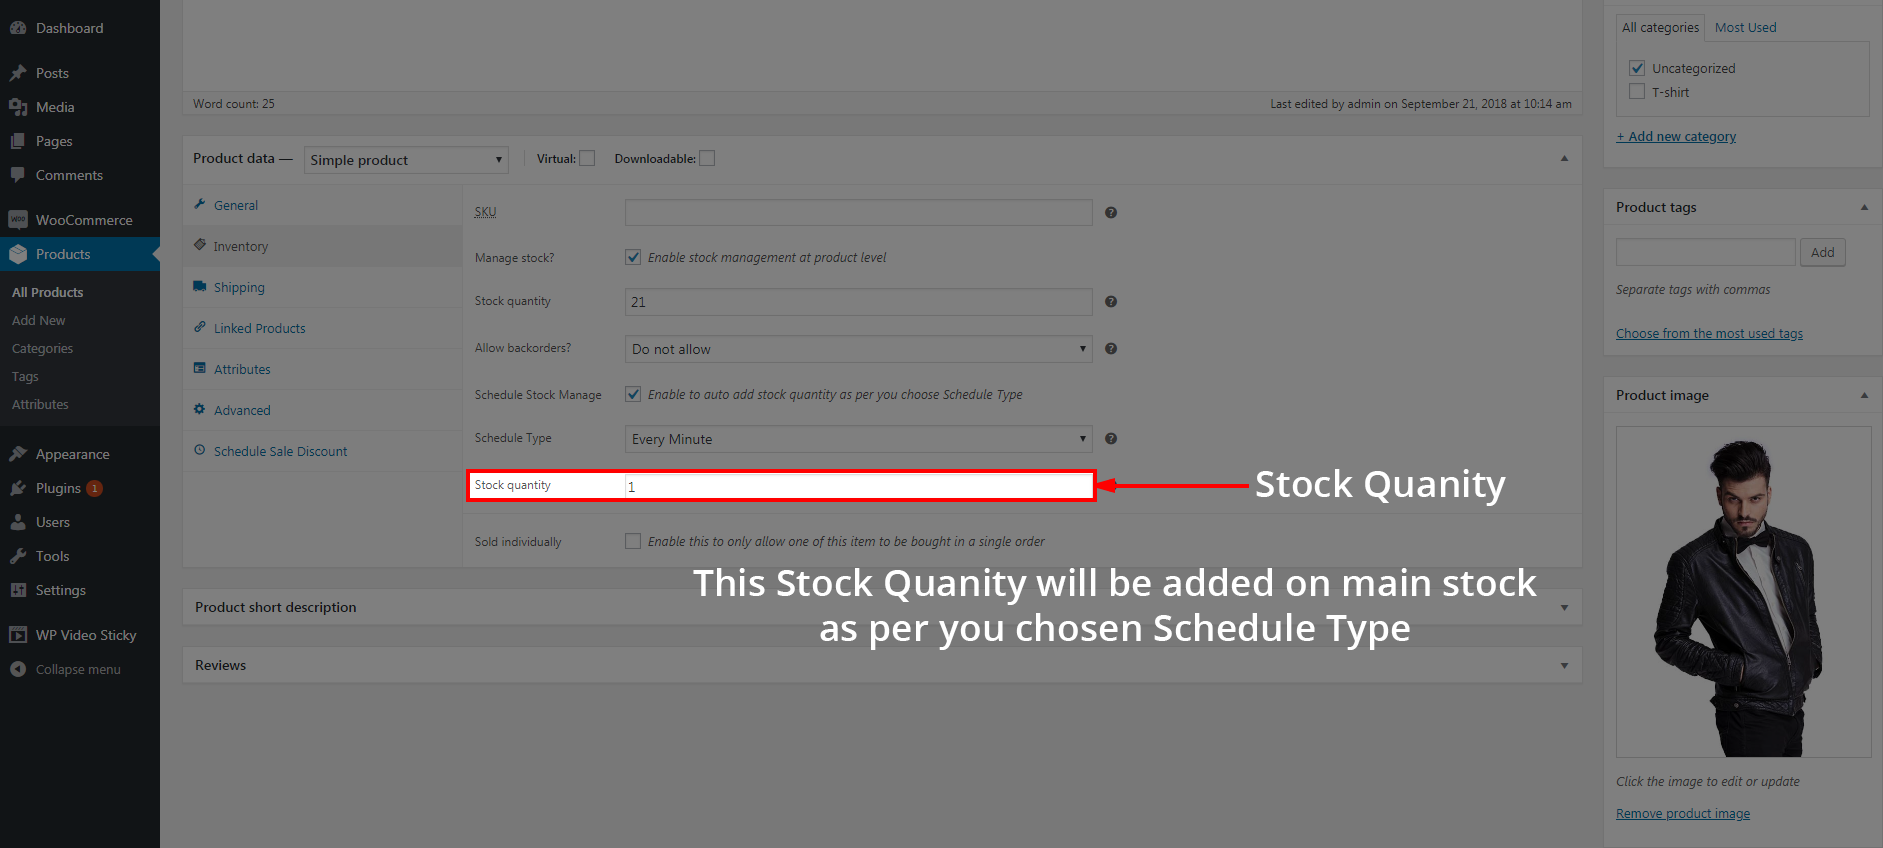 Dashboard
Posts
Media
Pages
Comments
WooCommerce
Products
All Products
Add New
Categories
Tags
Attributes
Appearance
Plugins 1
Users
Tools
Settings
WP Video Sticky
Collapse menu
Word count: 25
Last edited by admin on September 21, 2018 at 10:14 am
Product data — Simple product
Virtual:
Downloadable:
General
Inventory
Shipping
Linked Products
Attributes
Advanced
Schedule Sale Discount
SKU
Manage stock? Enable stock management at product level
Stock quantity 21
Allow backorders? Do not allow
Schedule Stock Manage Enable to auto add stock quantity as per you choose Schedule Type
Schedule Type Every Minute
Stock quantity 1
Stock Quanity
Sold individually Enable this to only allow one of this item to be bought in a single order
This Stock Quanity will be added on main stock
as per you chosen Schedule Type
Product short description
Reviews
All categories Most Used
Uncategorized
T-shirt
+ Add new category
Product tags
Add
Separate tags with commas
Choose from the most used tags
Product image
Click the image to edit or update
Remove product image